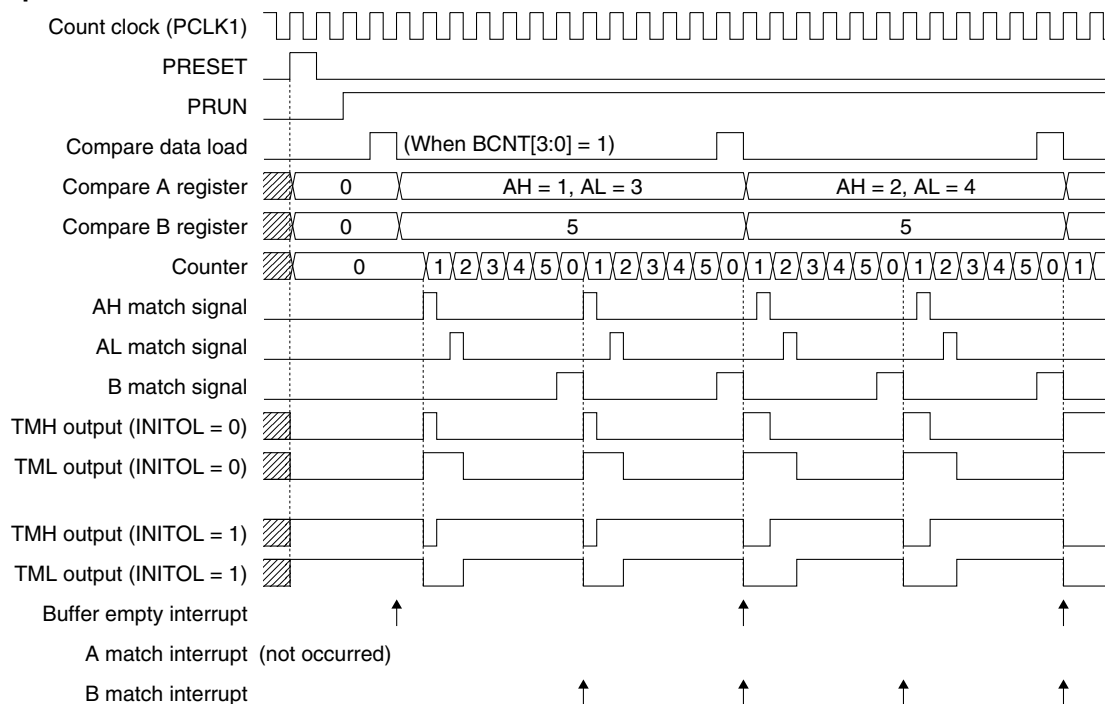 Count clock (PCLK1)
PRESET
PRUN
Compare data load (When BCNT[3:0] = 1)
Compare A register 0 AH = 1, AL = 3 AH = 2, AL = 4
Compare B register 0 5 5
Counter 0 1 2 3 4 5 0 1 2 3 4 5 0 1 2 3 4 5 0 1 2 3 4 5 0 1
AH match signal
AL match signal
B match signal
TMH output (INITOL = 0)
TML output (INITOL = 0)
TMH output (INITOL = 1)
TML output (INITOL = 1)
Buffer empty interrupt
A match interrupt (not occurred)
B match interrupt